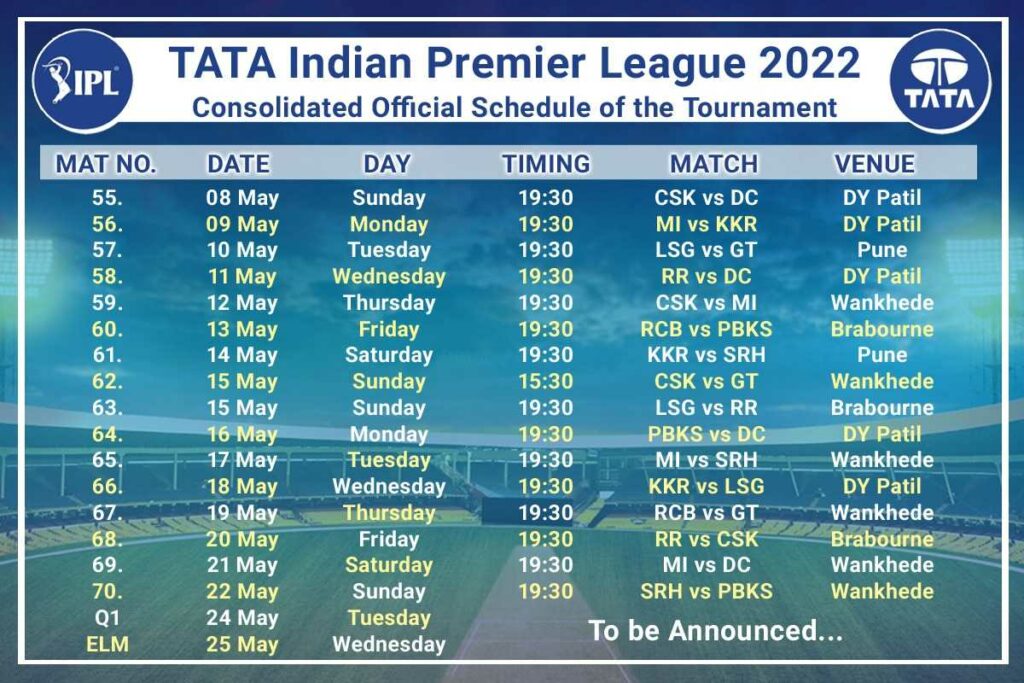 IPL
TATA Indian Premier League 2022
Consolidated Official Schedule of the Tournament
TATA
MAT NO. DATE DAY TIMING MATCH VENUE
55. 08 May Sunday 19:30 CSK vs DC DY Patil
56. 09 May Monday 19:30 MI vs KKR DY Patil
57. 10 May Tuesday 19:30 LSG vs GT Pune
58. 11 May Wednesday 19:30 RR vs DC DY Patil
59. 12 May Thursday 19:30 CSK vs MI Wankhede
60. 13 May Friday 19:30 RCB vs PBKS Brabourne
61. 14 May Saturday 19:30 KKR vs SRH Pune
62. 15 May Sunday 15:30 CSK vs GT Wankhede
63. 15 May Sunday 19:30 LSG vs RR Brabourne
64. 16 May Monday 19:30 PBKS vs DC DY Patil
65. 17 May Tuesday 19:30 MI vs SRH Wankhede
66. 18 May Wednesday 19:30 KKR vs LSG DY Patil
67. 19 May Thursday 19:30 RCB vs GT Wankhede
68. 20 May Friday 19:30 RR vs CSK Brabourne
69. 21 May Saturday 19:30 MI vs DC Wankhede
70. 22 May Sunday 19:30 SRH vs PBKS Wankhede
Q1 24 May Tuesday
ELM 25 May Wednesday
To be Announced...